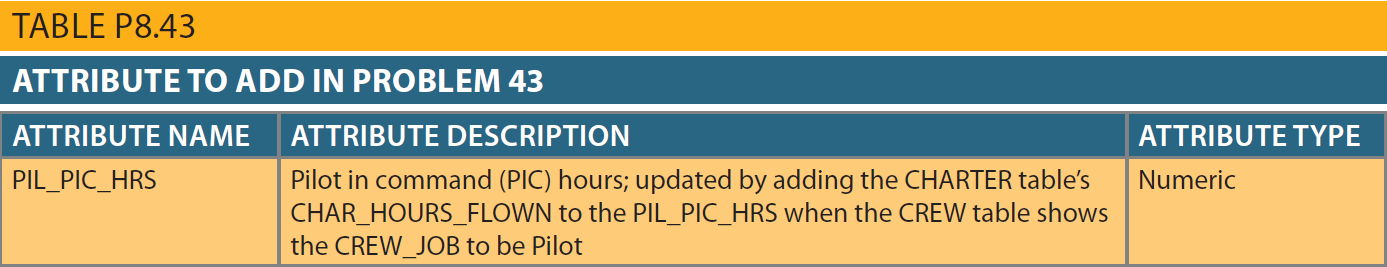 TABLE P8.43
ATTRIBUTE TO ADD IN PROBLEM 43
ATTRIBUTE NAME ATTRIBUTE DESCRIPTION ATTRIBUTE TYPE
PIL_PIC_HRS Pilot in command (PIC) hours; updated by adding the CHARTER table's Numeric
CHAR_HOURS_FLOWN to the PIL_PIC_HRS when the CREW table shows
the CREW_JOB to be Pilot